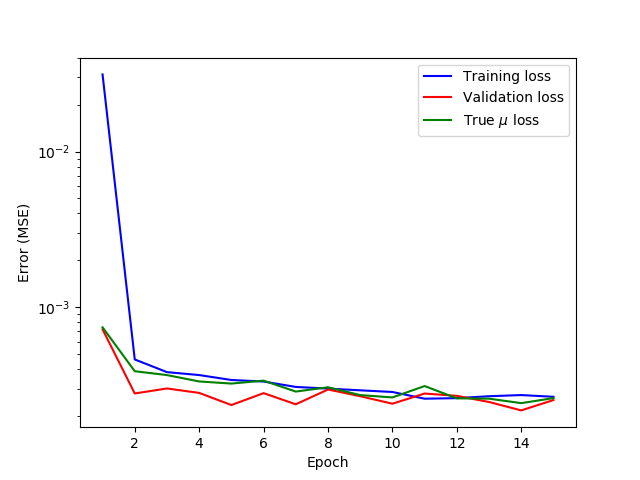 Training loss
Validation loss
True μ loss
10⁻²
10⁻³
Error (MSE)
2 4 6 8 10 12 14
Epoch